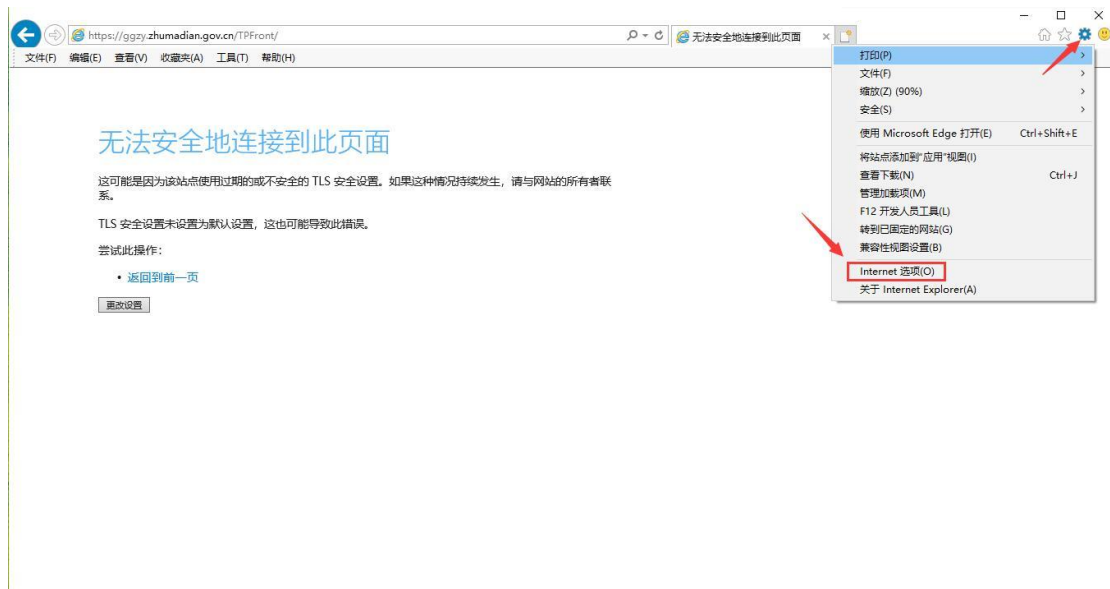 https://ggzy.zhumadian.gov.cn/TPFront/
无法安全地连接到此页面
文件(F) 编辑(E) 查看(V) 收藏夹(A) 工具(T) 帮助(H)
打印(P)
文件(F)
缩放(Z) (90%)
安全(S)
使用 Microsoft Edge 打开(E) Ctrl+Shift+E
将站点添加到“应用”视图(I)
查看下载(N) Ctrl+J
管理加载项(M)
F12 开发人员工具(L)
转到已固定的网站(G)
兼容性视图设置(B)
Internet 选项(O)
关于 Internet Explorer(A)
无法安全地连接到此页面
这可能是因为该站点使用过期的或不安全的 TLS 安全设置。如果这种情况持续发生，请与网站的所有者联
系。
TLS 安全设置未设置为默认设置，这也可能导致此错误。
尝试此操作：
• 返回到前一页
更改设置